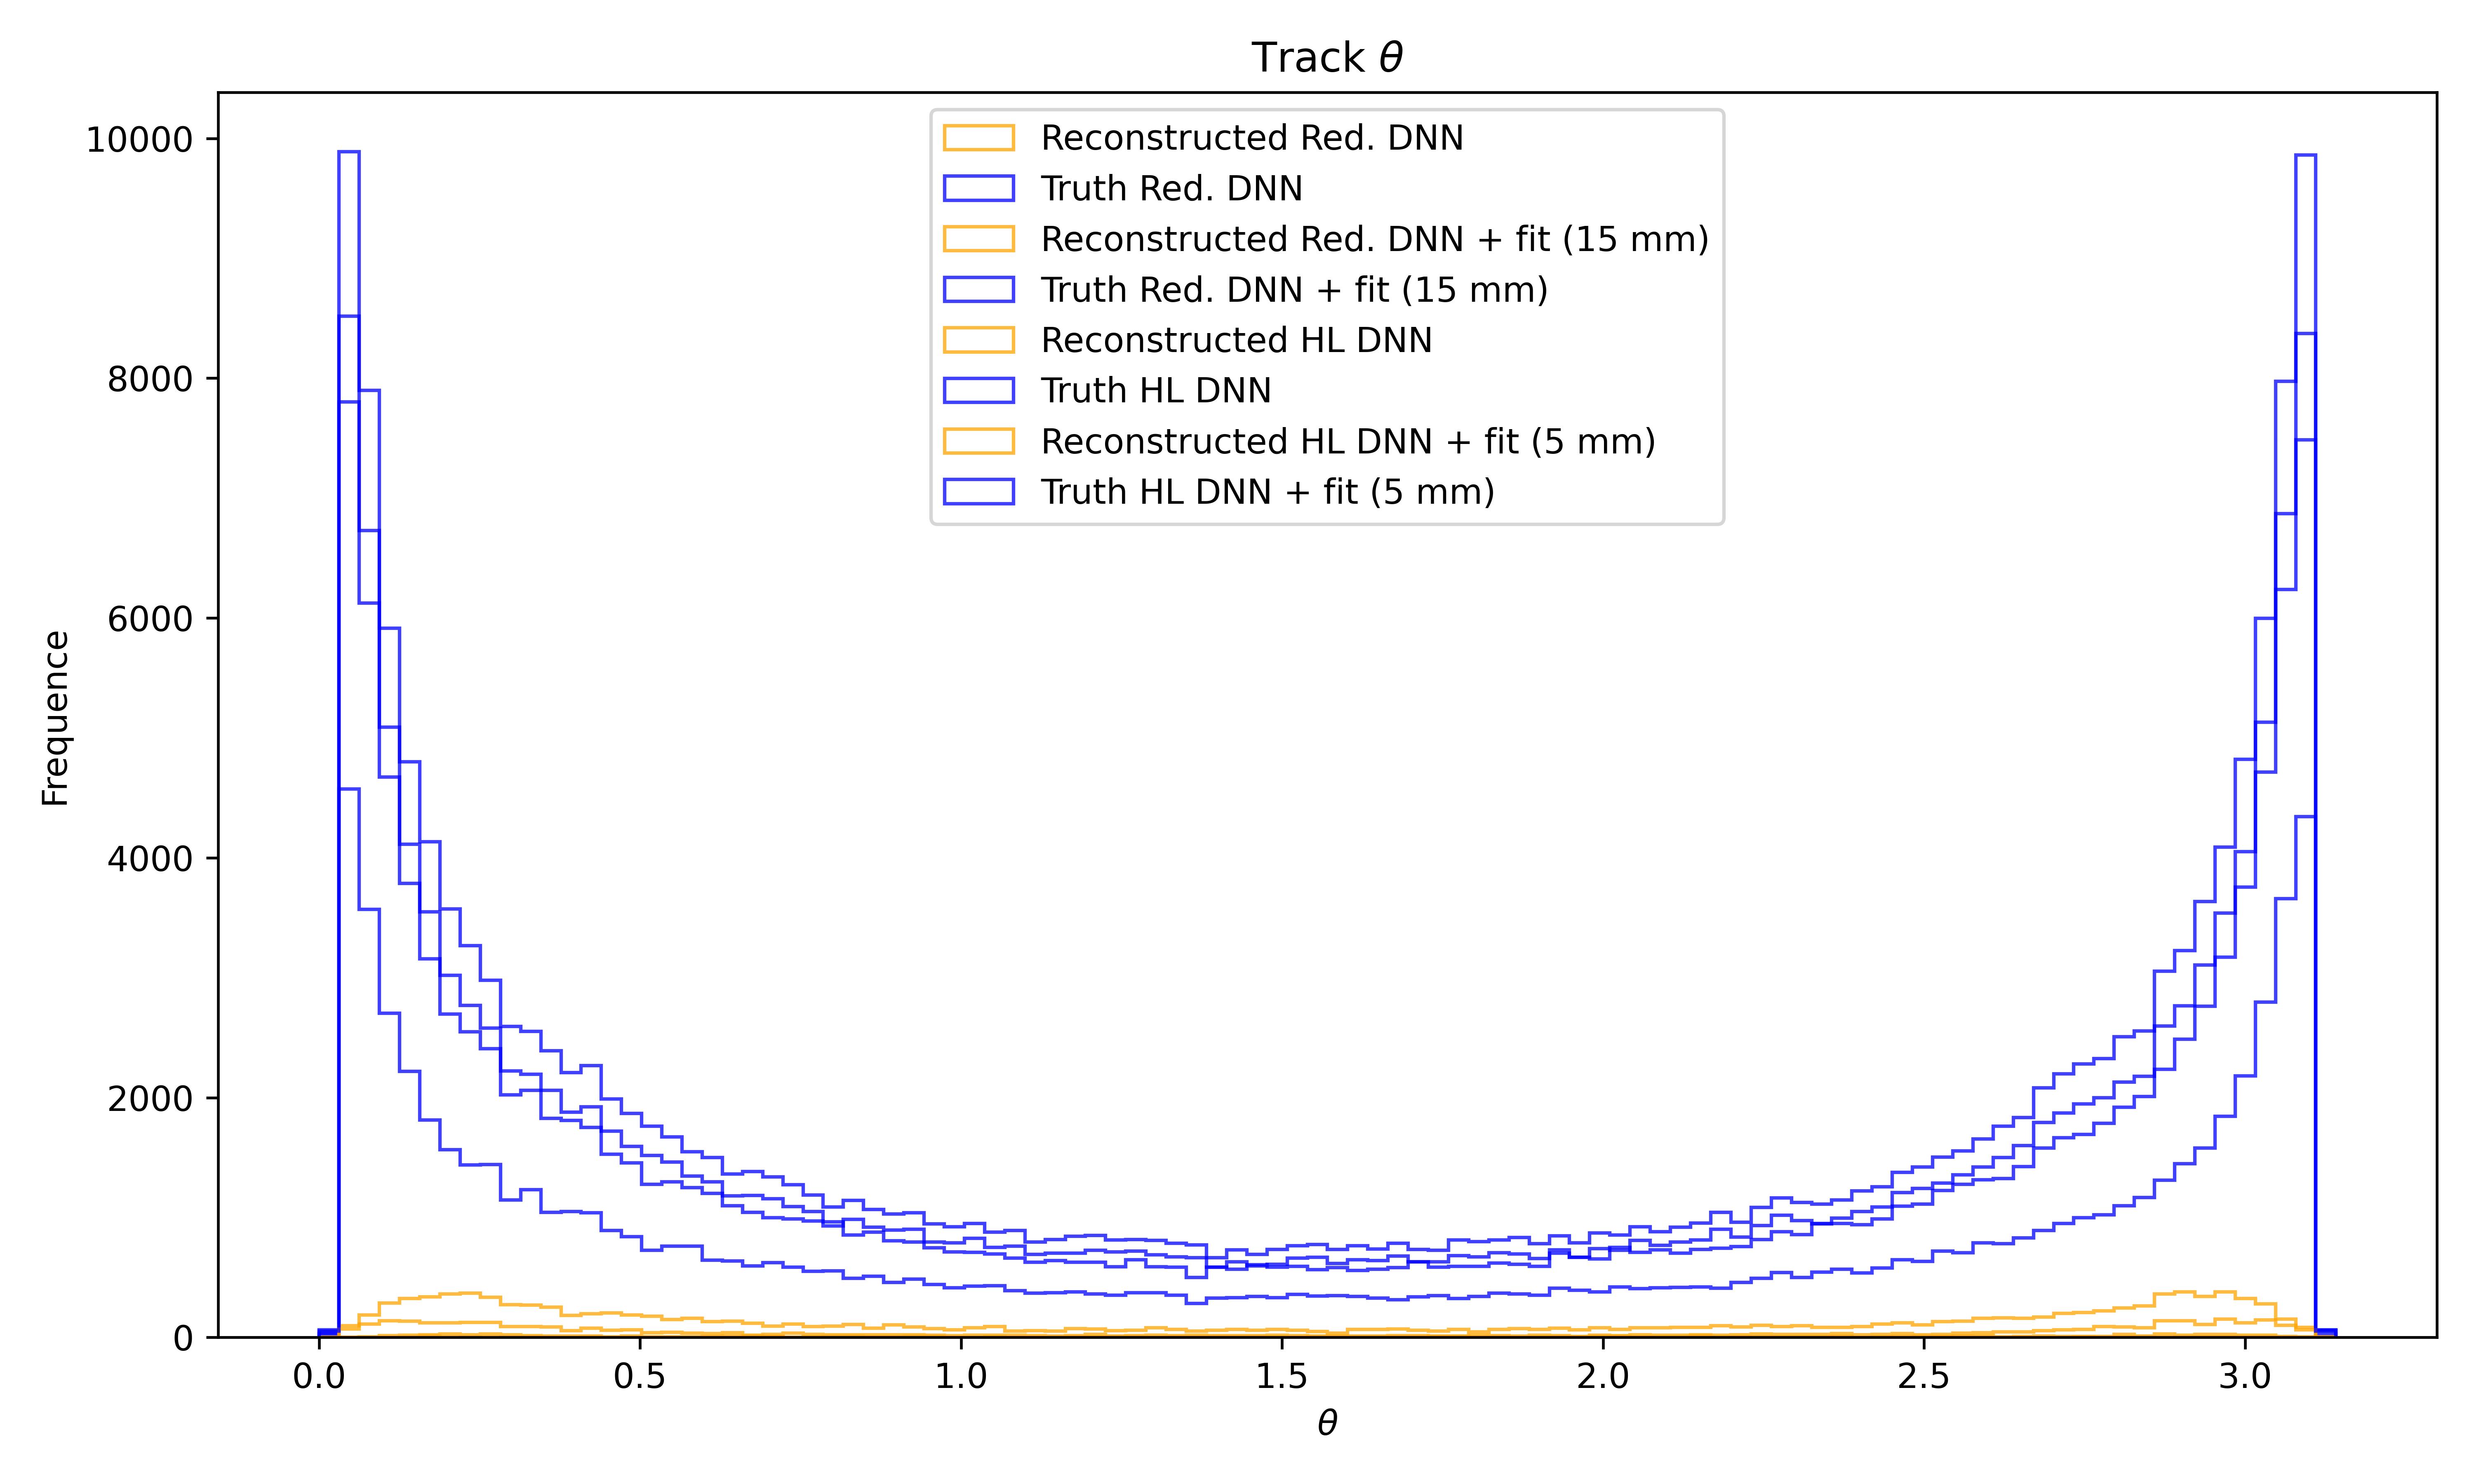 Track θ
Reconstructed Red. DNN
Truth Red. DNN
Reconstructed Red. DNN + fit (15 mm)
Truth Red. DNN + fit (15 mm)
Reconstructed HL DNN
Truth HL DNN
Reconstructed HL DNN + fit (5 mm)
Truth HL DNN + fit (5 mm)
Frequence
10000
8000
6000
4000
2000
0
0.0 0.5 1.0 1.5 2.0 2.5 3.0
θ